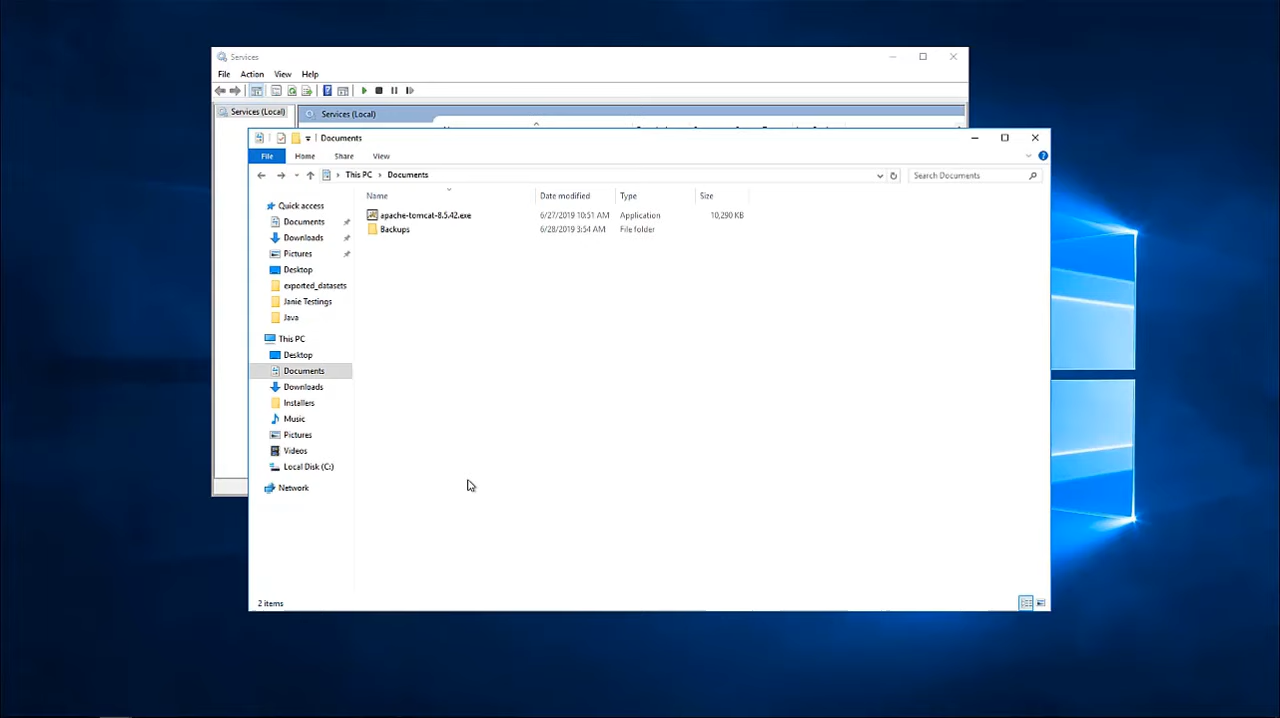 Services
File Action View Help
Services (Local)
Services (Local)
Documents
File Home Share View
This PC > Documents
Search Documents
Name Date modified Type Size
apache-tomcat-8.5.42.exe 6/27/2019 10:51 AM Application 10,290 KB
Backups 6/28/2019 3:54 AM File folder
Quick access
Documents
Downloads
Pictures
Desktop
exported_datasets
Janie Testings
Java
This PC
Desktop
Documents
Downloads
Installers
Music
Pictures
Videos
Local Disk (C:)
Network
2 items